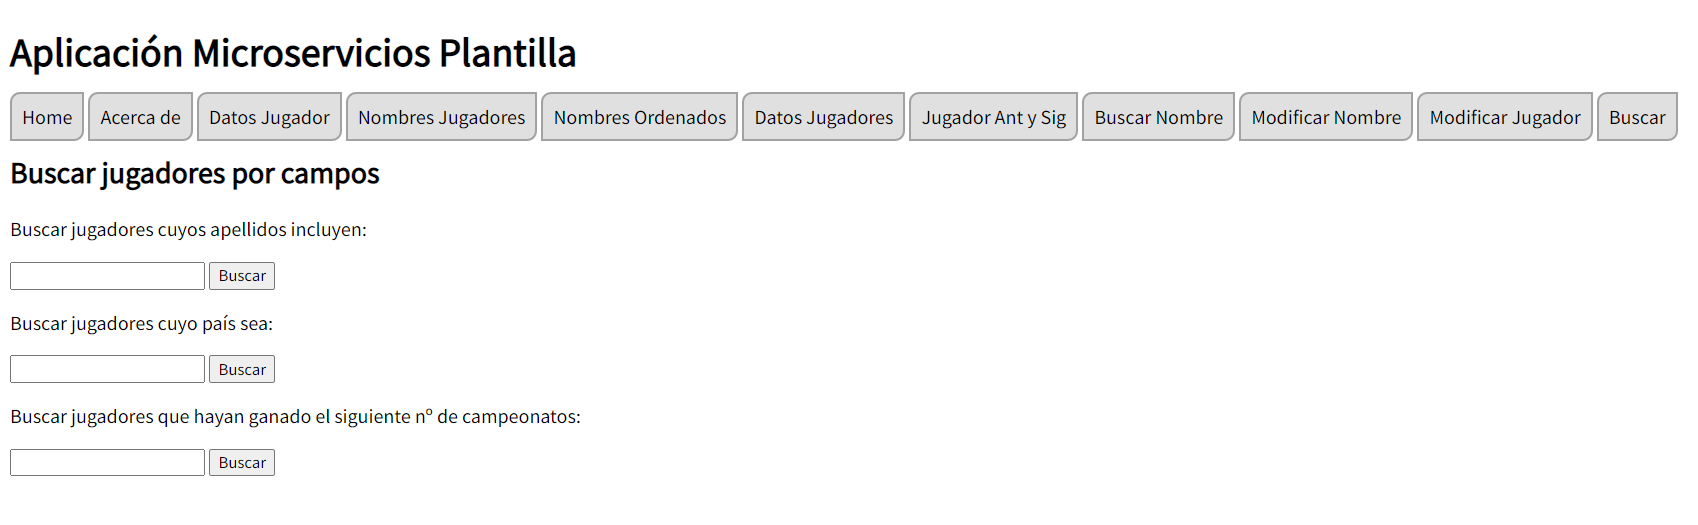 Aplicación Microservicios Plantilla
Home Acerca de Datos Jugador Nombres Jugadores Nombres Ordenados Datos Jugadores Jugador Ant y Sig Buscar Nombre Modificar Nombre Modificar Jugador Buscar
Buscar jugadores por campos
Buscar jugadores cuyos apellidos incluyen:
Buscar
Buscar jugadores cuyo país sea:
Buscar
Buscar jugadores que hayan ganado el siguiente nº de campeonatos:
Buscar